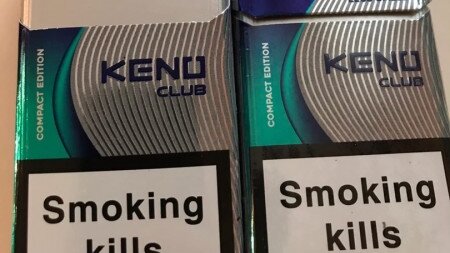 COMPACT EDITION
KENO
CLUB
Smoking
kills
COMPACT EDITION
KENO
CLUB
Smoking
kills